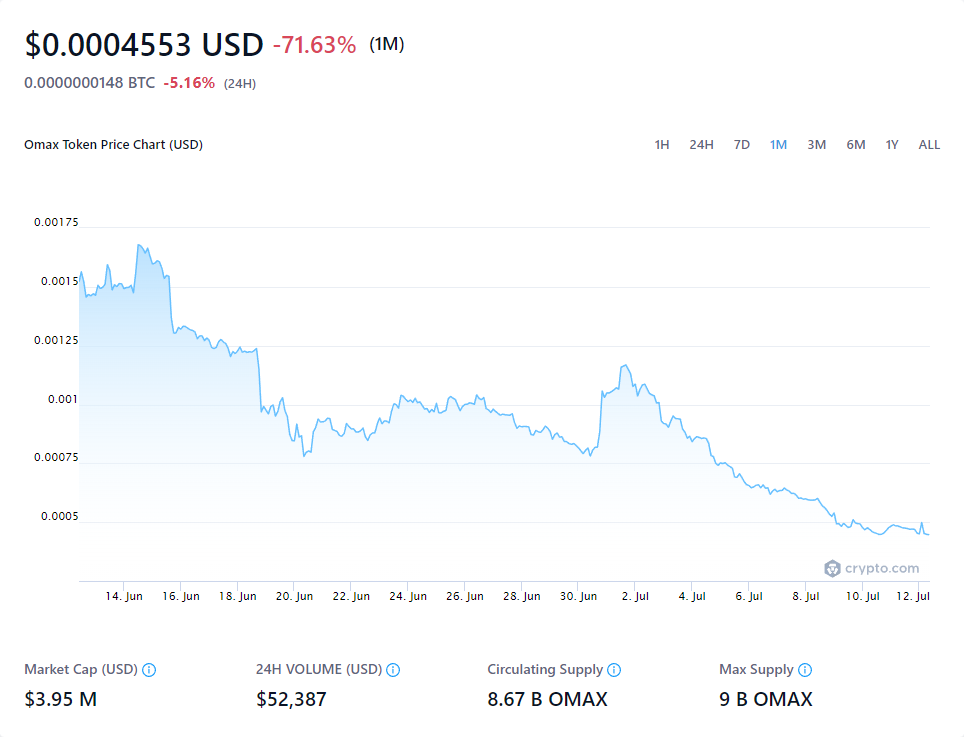 $0.0004553 USD -71.63% (1M)
0.0000000148 BTC -5.16% (24H)
Omax Token Price Chart (USD) 1H 24H 7D 1M 3M 6M 1Y ALL
0.00175
0.0015
0.00125
0.001
0.00075
0.0005
crypto.com
14. Jun 16. Jun 18. Jun 20. Jun 22. Jun 24. Jun 26. Jun 28. Jun 30. Jun 2. Jul 4. Jul 6. Jul 8. Jul 10. Jul 12. Jul
Market Cap (USD) 24H VOLUME (USD) Circulating Supply Max Supply
$3.95 M $52,387 8.67 B OMAX 9 B OMAX